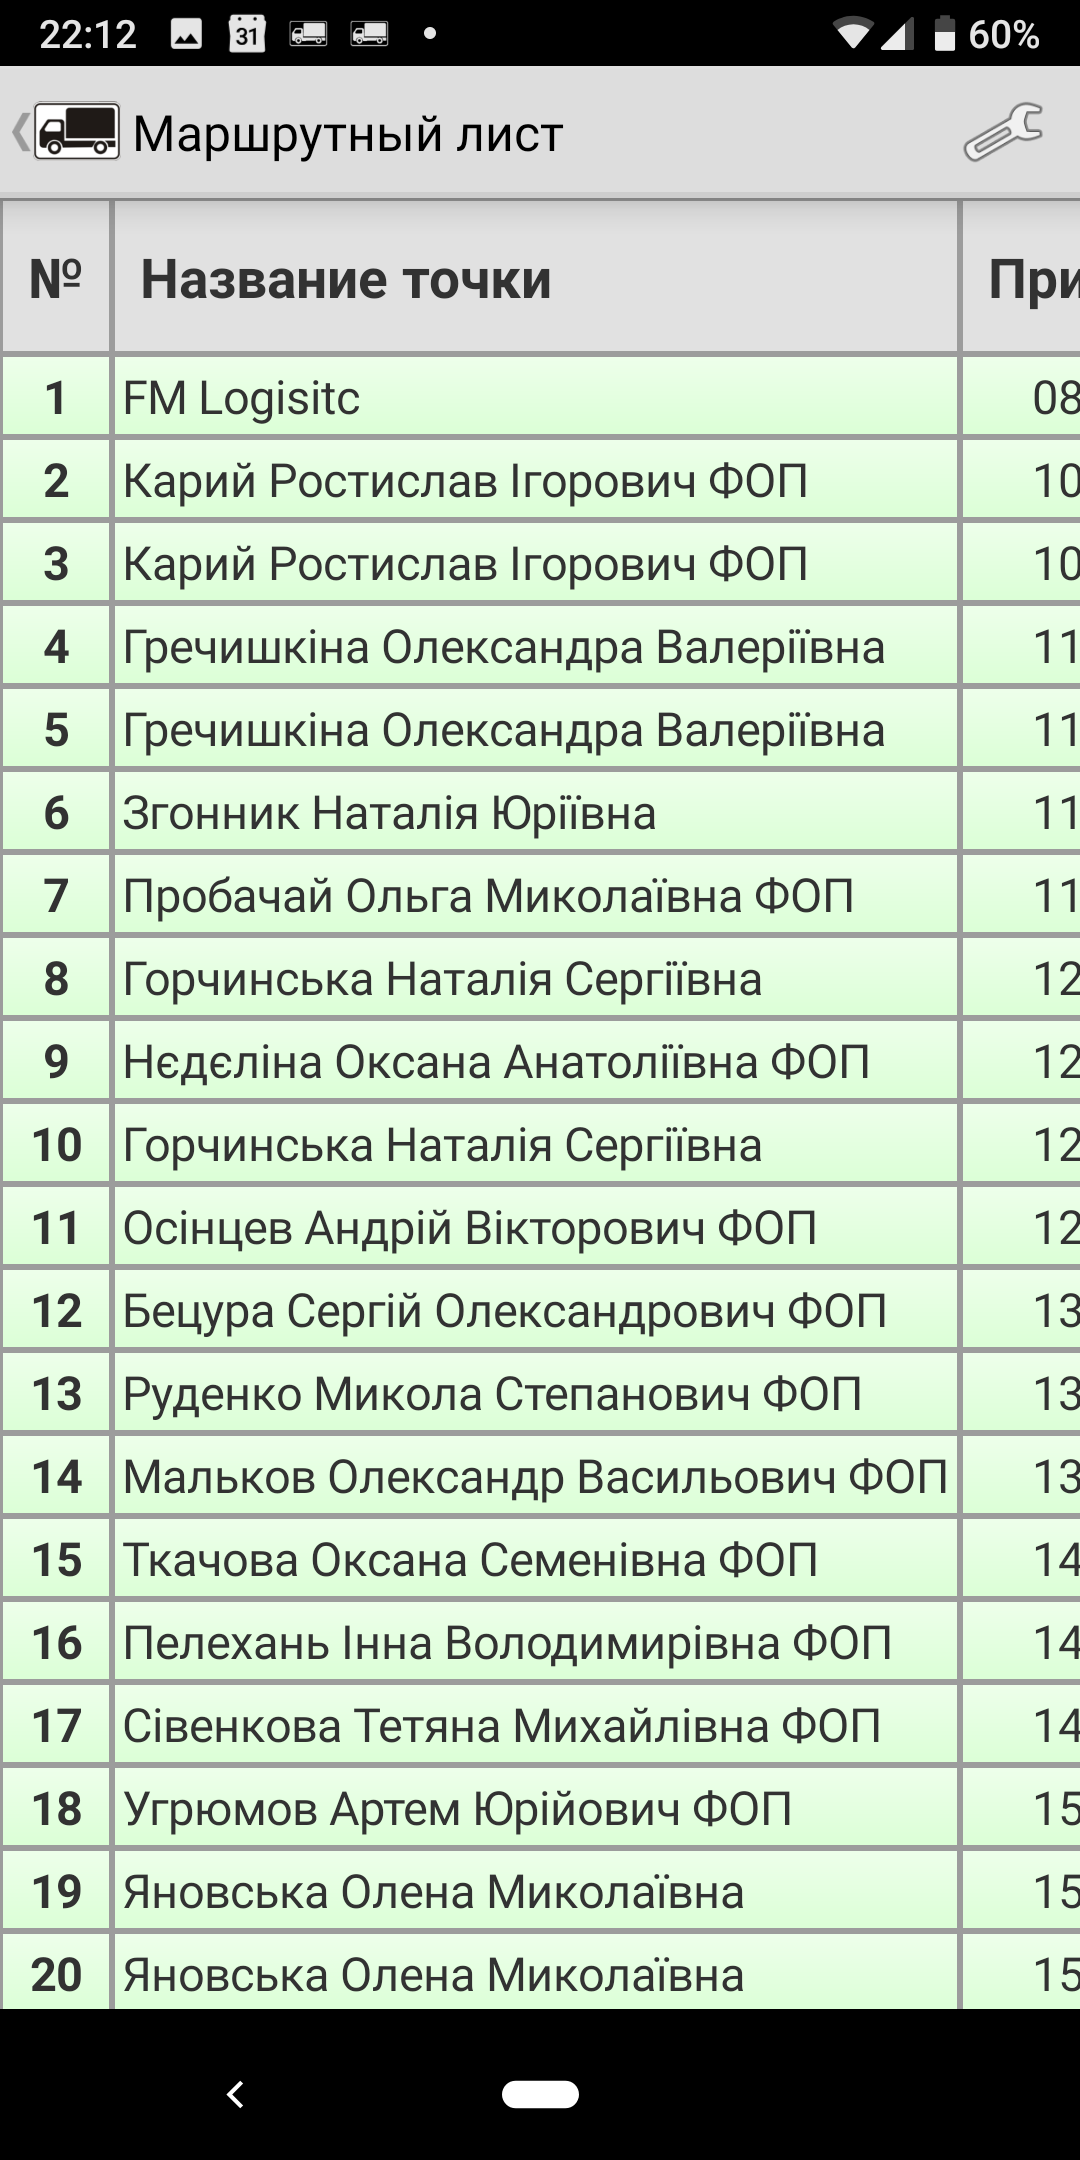 22:12 31 60%
Маршрутный лист
№ Название точки При
1 FM Logisitc 08
2 Карий Ростислав Ігорович ФОП 10
3 Карий Ростислав Ігорович ФОП 10
4 Гречишкіна Олександра Валеріївна 11
5 Гречишкіна Олександра Валеріївна 11
6 Згонник Наталія Юріївна 11
7 Пробачай Ольга Миколаївна ФОП 11
8 Горчинська Наталія Сергіївна 12
9 Нєдєліна Оксана Анатоліївна ФОП 12
10 Горчинська Наталія Сергіївна 12
11 Осінцев Андрій Вікторович ФОП 12
12 Бецура Сергій Олександрович ФОП 13
13 Руденко Микола Степанович ФОП 13
14 Мальков Олександр Васильович ФОП 13
15 Ткачова Оксана Семенівна ФОП 14
16 Пелехань Інна Володимирівна ФОП 14
17 Сівенкова Тетяна Михайлівна ФОП 14
18 Угрюмов Артем Юрійович ФОП 15
19 Яновська Олена Миколаївна 15
20 Яновська Олена Миколаївна 15